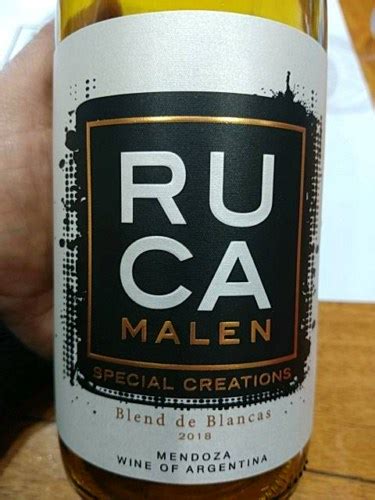 RU
CA
MALEN
SPECIAL CREATIONS
Blend de Blancas
2018
MENDOZA
WINE OF ARGENTINA